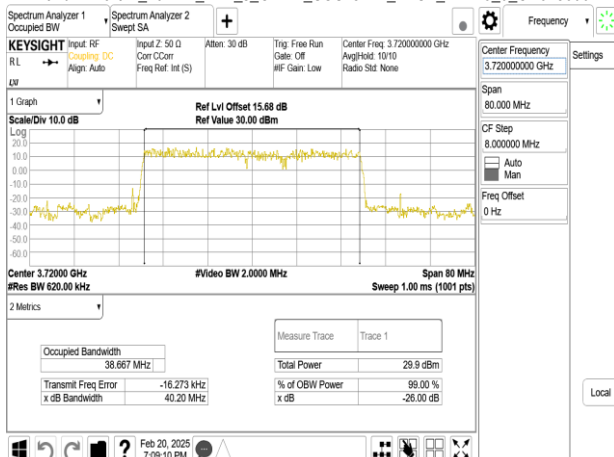 Spectrum Analyzer 1
Occupied BW
Spectrum Analyzer 2
Swept SA
+
Frequency
KEYSIGHT
RL
LXI
Input: RF
Coupling: DC
Align: Auto
Input Z: 50 Ω
Corr CCorr
Freq Ref: Int (S)
Atten: 30 dB
Trig: Free Run
Gate: Off
#IF Gain: Low
Center Freq: 3.720000000 GHz
Avg|Hold: 10/10
Radio Std: None
Center Frequency
3.720000000 GHz
Settings
Span
80.000 MHz
CF Step
8.000000 MHz
Auto
Man
Freq Offset
0 Hz
Local
1 Graph
Scale/Div 10.0 dB
Ref Lvl Offset 15.68 dB
Ref Value 30.00 dBm
Log
20.0
10.0
0.00
-10.0
-20.0
-30.0
-40.0
-50.0
-60.0
Center 3.72000 GHz
#Res BW 620.00 kHz
#Video BW 2.0000 MHz
Span 80 MHz
Sweep 1.00 ms (1001 pts)
2 Metrics
Measure Trace Trace 1
Occupied Bandwidth
38.667 MHz
Total Power 29.9 dBm
Transmit Freq Error -16.273 kHz
% of OBW Power 99.00 %
x dB Bandwidth 40.20 MHz
x dB -26.00 dB
?
Feb 20, 2025
7:09:10 PM